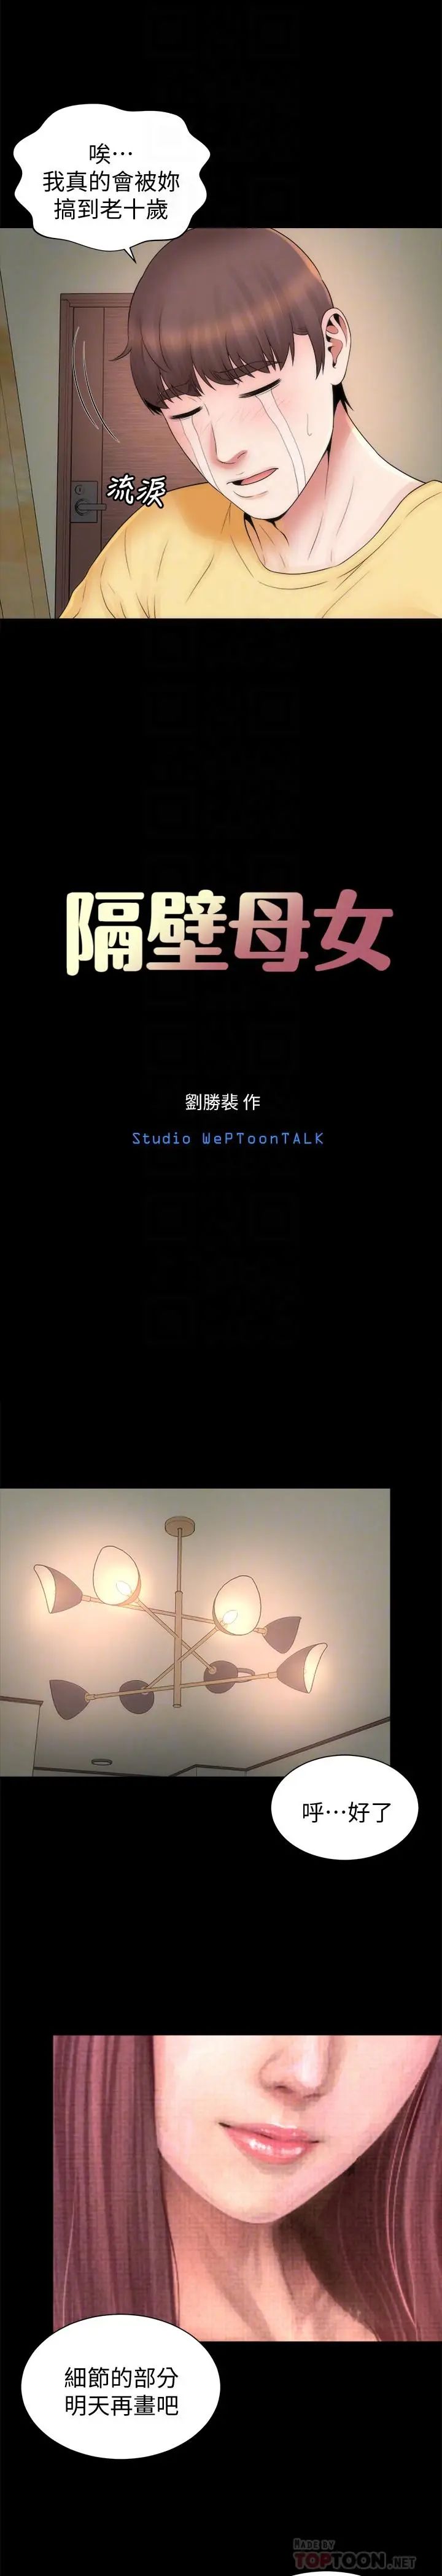 唉…
我真的會被妳
搞到老十歲
流淚
隔壁母女
劉勝裴 作
Studio WePToonTALK
呼…好了
細節的部分
明天再畫吧
MADE BY
TOPTOON.NET